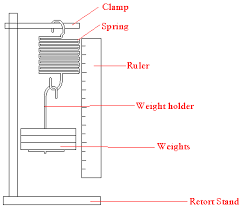 Clamp
Spring
Ruler
Weight holder
Weights
Retort Stand